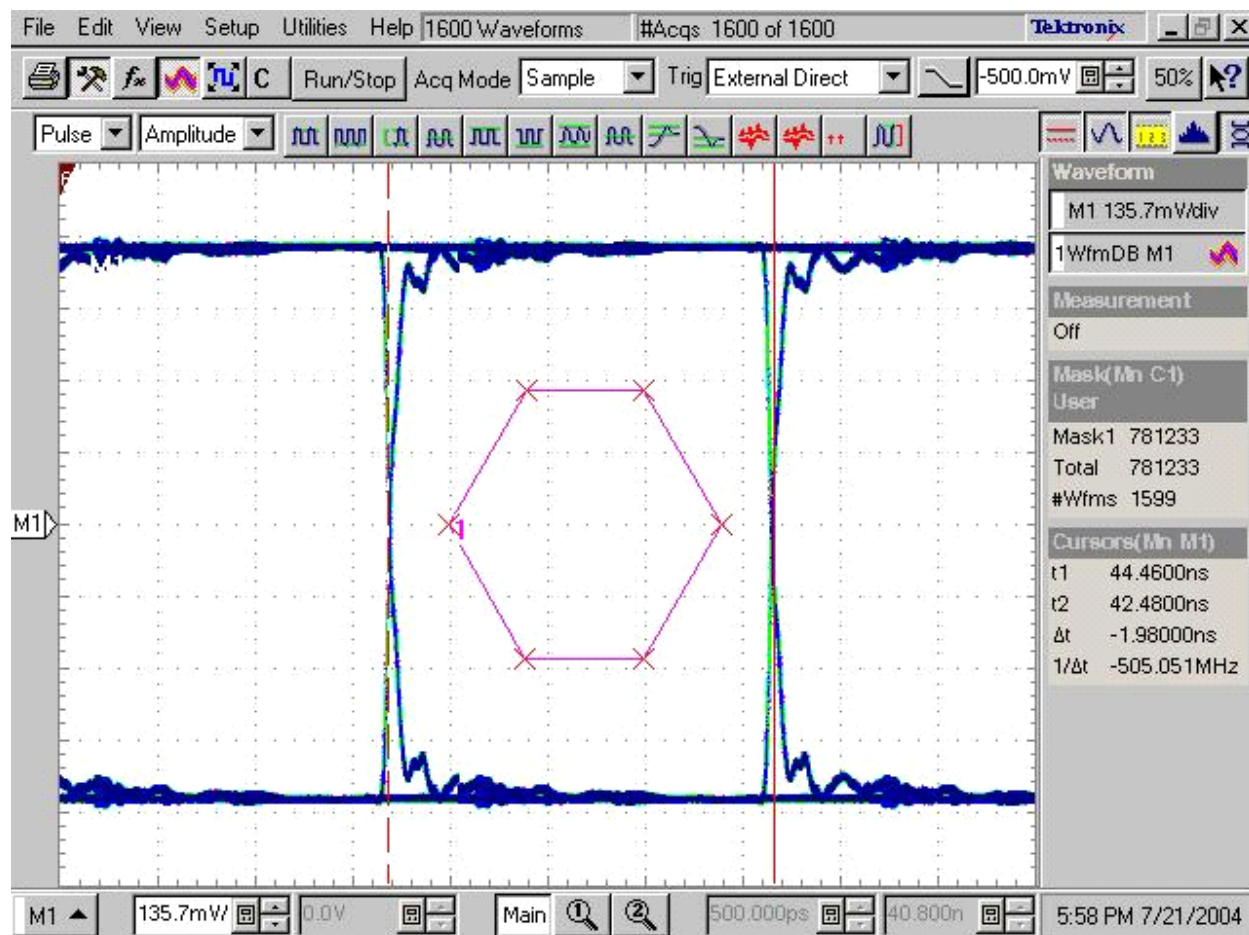 File Edit View Setup Utilities Help 1600 Waveforms #Acqs 1600 of 1600 Tektronix
C Run/Stop Acq Mode Sample Trig External Direct -500.0mV 50%
Pulse Amplitude
Waveform
M1 135.7mV/div
1 WfmDB M1
Measurement
Off
Mask(Mn C1)
User
Mask1 781233
Total 781233
#Wfms 1599
Cursors(Mn M1)
t1 44.4600ns
t2 42.4800ns
Δt -1.98000ns
1/Δt -505.051MHz
M1
1
M1 135.7mV/ 0.0V Main 1 2 500.000ps 40.800n 5:58 PM 7/21/2004